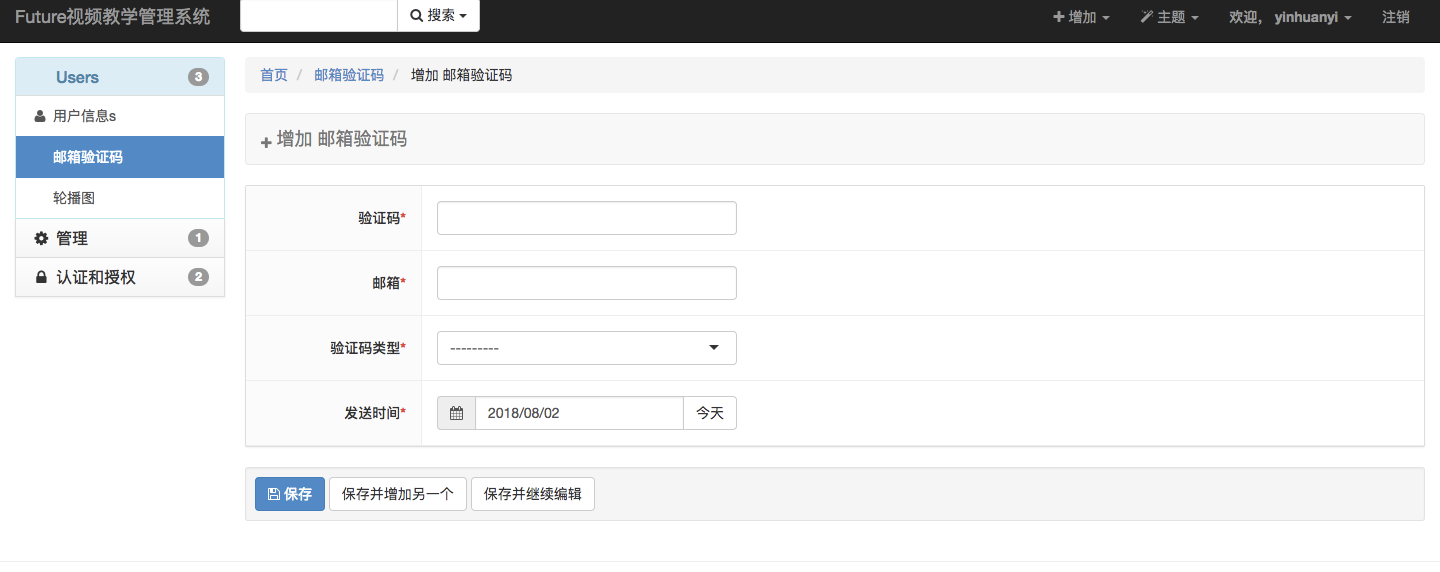 Future视频教学管理系统 搜索 增加 主题 欢迎， yinhuanyi 注销
Users 3
用户信息s
邮箱验证码
轮播图
管理 1
认证和授权 2
首页 / 邮箱验证码 / 增加 邮箱验证码
增加 邮箱验证码
验证码*
邮箱*
验证码类型* ---------
发送时间* 2018/08/02 今天
保存 保存并增加另一个 保存并继续编辑